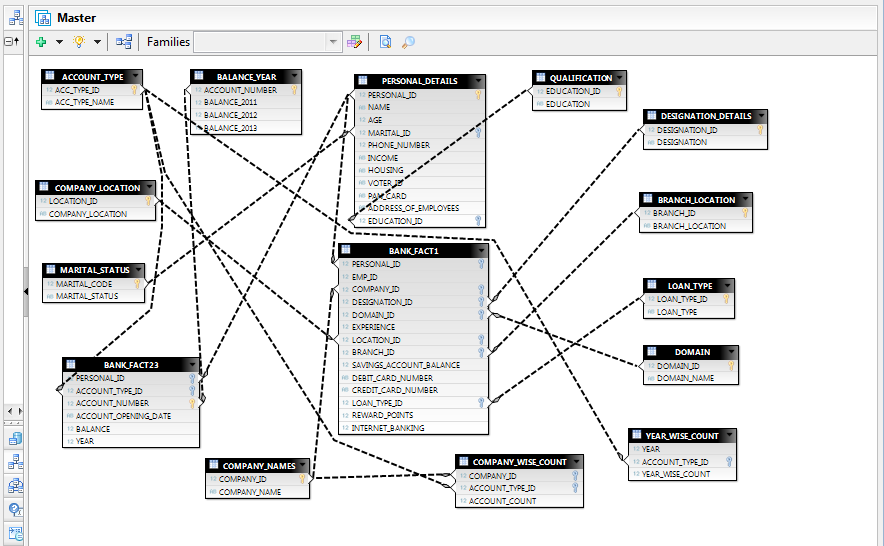 Master
Families
ACCOUNT_TYPE
ACC_TYPE_ID
ACC_TYPE_NAME
BALANCE_YEAR
ACCOUNT_NUMBER
BALANCE_2011
BALANCE_2012
BALANCE_2013
PERSONAL_DETAILS
PERSONAL_ID
NAME
AGE
MARITAL_ID
PHONE_NUMBER
INCOME
HOUSING
VOTER_ID
PAN_CARD
ADDRESS_OF_EMPLOYEES
EDUCATION_ID
QUALIFICATION
EDUCATION_ID
EDUCATION
DESIGNATION_DETAILS
DESIGNATION_ID
DESIGNATION
COMPANY_LOCATION
LOCATION_ID
COMPANY_LOCATION
BRANCH_LOCATION
BRANCH_ID
BRANCH_LOCATION
MARITAL_STATUS
MARITAL_CODE
MARITAL_STATUS
BANK_FACT1
PERSONAL_ID
EMP_ID
COMPANY_ID
DESIGNATION_ID
DOMAIN_ID
EXPERIENCE
LOCATION_ID
BRANCH_ID
SAVINGS_ACCOUNT_BALANCE
DEBIT_CARD_NUMBER
CREDIT_CARD_NUMBER
LOAN_TYPE_ID
REWARD_POINTS
INTERNET_BANKING
LOAN_TYPE
LOAN_TYPE_ID
LOAN_TYPE
DOMAIN
DOMAIN_ID
DOMAIN_NAME
BANK_FACT23
PERSONAL_ID
ACCOUNT_TYPE_ID
ACCOUNT_NUMBER
ACCOUNT_OPENING_DATE
BALANCE
YEAR
YEAR_WISE_COUNT
YEAR
ACCOUNT_TYPE_ID
YEAR_WISE_COUNT
COMPANY_NAMES
COMPANY_ID
COMPANY_NAME
COMPANY_WISE_COUNT
COMPANY_ID
ACCOUNT_TYPE_ID
ACCOUNT_COUNT